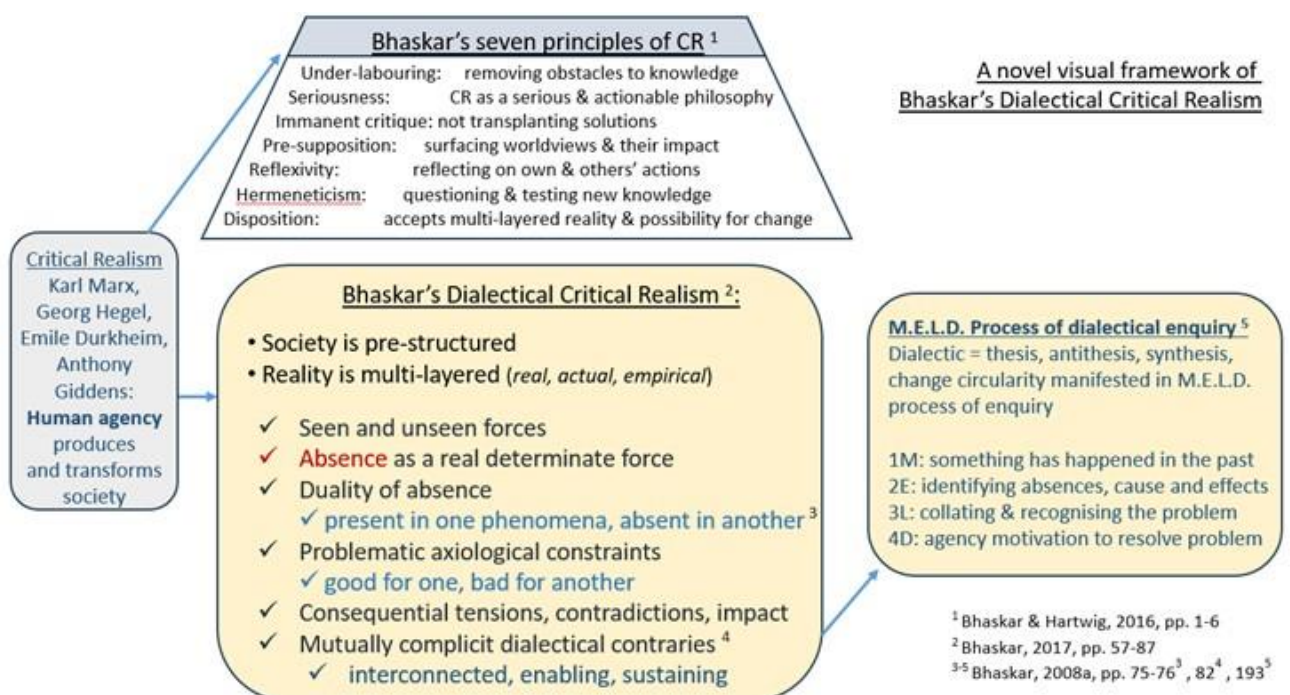 Bhaskar's seven principles of CR 1
Under-labouring: removing obstacles to knowledge
Seriousness: CR as a serious & actionable philosophy
Immanent critique: not transplanting solutions
Pre-supposition: surfacing worldviews & their impact
Reflexivity: reflecting on own & others' actions
Hermeneticism: questioning & testing new knowledge
Disposition: accepts multi-layered reality & possibility for change
A novel visual framework of
Bhaskar's Dialectical Critical Realism
Critical Realism
Karl Marx,
Georg Hegel,
Emile Durkheim,
Anthony
Giddens:
Human agency
produces
and transforms
society
Bhaskar's Dialectical Critical Realism 2:
• Society is pre-structured
• Reality is multi-layered (real, actual, empirical)
✓ Seen and unseen forces
✓ Absence as a real determinate force
✓ Duality of absence
✓ present in one phenomena, absent in another 3
✓ Problematic axiological constraints
✓ good for one, bad for another
✓ Consequential tensions, contradictions, impact
✓ Mutually complicit dialectical contraries 4
✓ interconnected, enabling, sustaining
M.E.L.D. Process of dialectical enquiry 5
Dialectic = thesis, antithesis, synthesis,
change circularity manifested in M.E.L.D.
process of enquiry
1M: something has happened in the past
2E: identifying absences, cause and effects
3L: collating & recognising the problem
4D: agency motivation to resolve problem
1 Bhaskar & Hartwig, 2016, pp. 1-6
2 Bhaskar, 2017, pp. 57-87
3-5 Bhaskar, 2008a, pp. 75-76 3, 82 4, 193 5